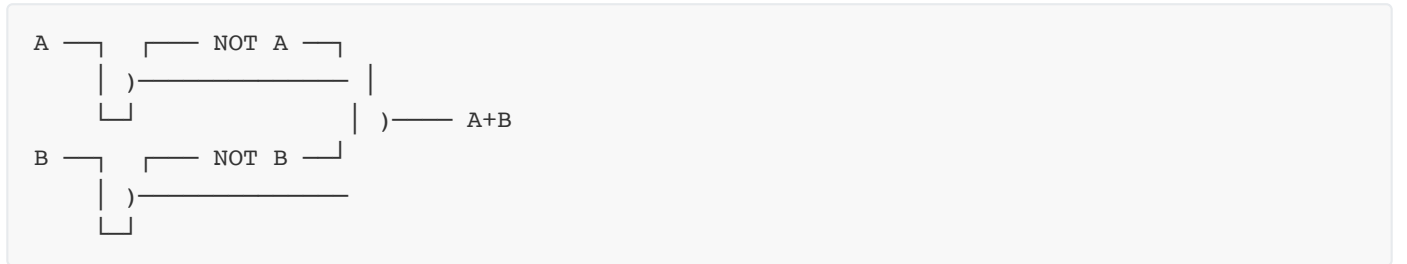 A ──┐  ┌─── NOT A ──┐
    │ )────────────── │
    └─┘              │ )──── A+B
B ──┐  ┌─── NOT B ──┘
    │ )──────────────
    └─┘